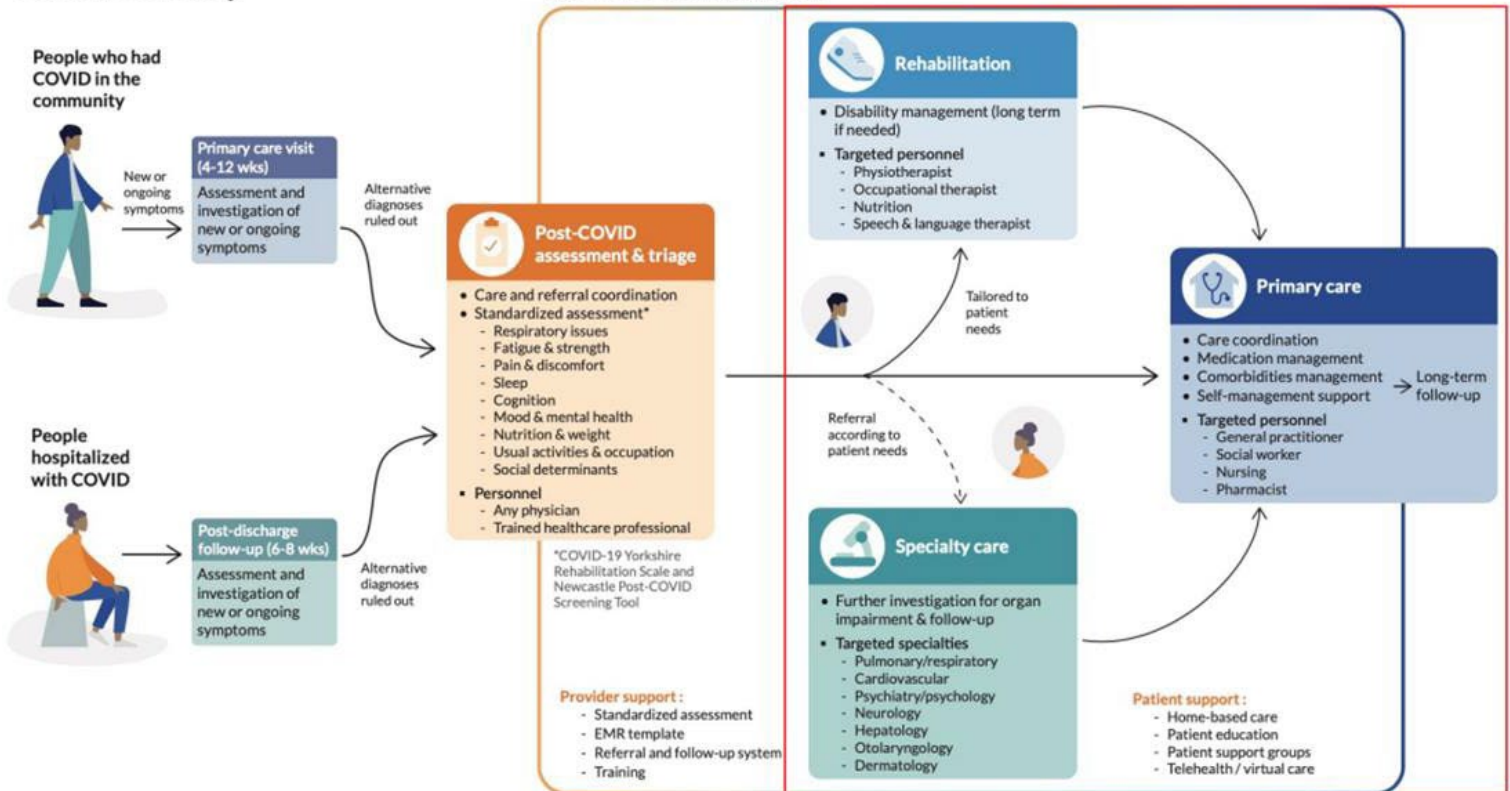 People who had
COVID in the
community
New or
ongoing
symptoms
Primary care visit
(4-12 wks)
Assessment and
investigation of
new or ongoing
symptoms
Alternative
diagnoses
ruled out
People
hospitalized
with COVID
Post-discharge
follow-up (6-8 wks)
Assessment and
investigation of
new or ongoing
symptoms
Alternative
diagnoses
ruled out
Post-COVID
assessment & triage
• Care and referral coordination
• Standardized assessment*
- Respiratory issues
- Fatigue & strength
- Pain & discomfort
- Sleep
- Cognition
- Mood & mental health
- Nutrition & weight
- Usual activities & occupation
- Social determinants
▪ Personnel
- Any physician
- Trained healthcare professional
*COVID-19 Yorkshire
Rehabilitation Scale and
Newcastle Post-COVID
Screening Tool
Provider support :
- Standardized assessment
- EMR template
- Referral and follow-up system
- Training
Rehabilitation
• Disability management (long term
if needed)
▪ Targeted personnel
- Physiotherapist
- Occupational therapist
- Nutrition
- Speech & language therapist
Tailored to
patient
needs
Referral
according to
patient needs
Specialty care
• Further investigation for organ
impairment & follow-up
▪ Targeted specialties
- Pulmonary/respiratory
- Cardiovascular
- Psychiatry/psychology
- Neurology
- Hepatology
- Otolaryngology
- Dermatology
Primary care
• Care coordination
• Medication management
• Comorbidities management
• Self-management support
▪ Targeted personnel
- General practitioner
- Social worker
- Nursing
- Pharmacist
Long-term
follow-up
Patient support :
- Home-based care
- Patient education
- Patient support groups
- Telehealth / virtual care